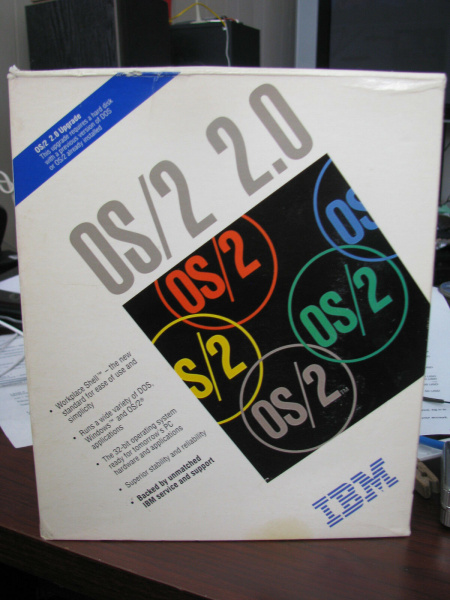 OS/2 2.0 Upgrade
This upgrade requires a hard disk
with a previous version of DOS
or OS/2 already installed
OS/2 2.0
OS/2
OS
OS/2
S/2
OS/2™
• Workplace Shell™ – the new
standard for ease of use and
simplicity
• Runs a wide variety of DOS,
Windows™ and OS/2®
applications
• The 32-bit operating system
ready for tomorrow's PC
hardware and applications
• Superior stability and reliability
• Backed by unmatched
IBM service and support
IBM